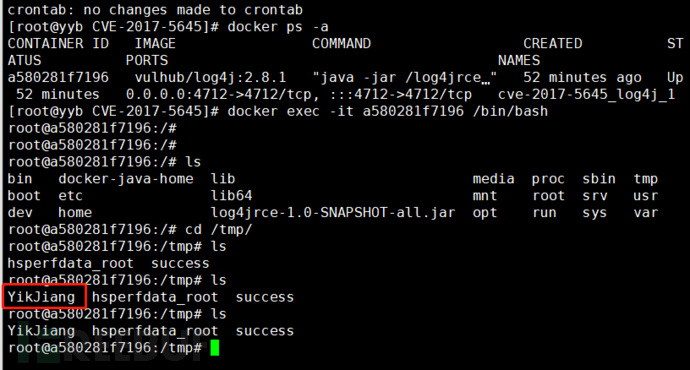 crontab: no changes made to crontab
[root@yyb CVE-2017-5645]# docker ps -a
CONTAINER ID   IMAGE                COMMAND                  CREATED          ST
ATUS         PORTS                                       NAMES
a580281f7196   vulhub/log4j:2.8.1   "java -jar /log4jrce…"   52 minutes ago   Up
 52 minutes   0.0.0.0:4712->4712/tcp, :::4712->4712/tcp   cve-2017-5645_log4j_1
[root@yyb CVE-2017-5645]# docker exec -it a580281f7196 /bin/bash
root@a580281f7196:/#
root@a580281f7196:/#
root@a580281f7196:/# ls
bin   docker-java-home  lib                            media  proc  sbin  tmp
boot  etc               lib64                          mnt    root  srv   usr
dev   home              log4jrce-1.0-SNAPSHOT-all.jar  opt    run   sys   var
root@a580281f7196:/# cd /tmp/
root@a580281f7196:/tmp# ls
hsperfdata_root  success
root@a580281f7196:/tmp# ls
YikJiang  hsperfdata_root  success
root@a580281f7196:/tmp# ls
YikJiang  hsperfdata_root  success
root@a580281f7196:/tmp#